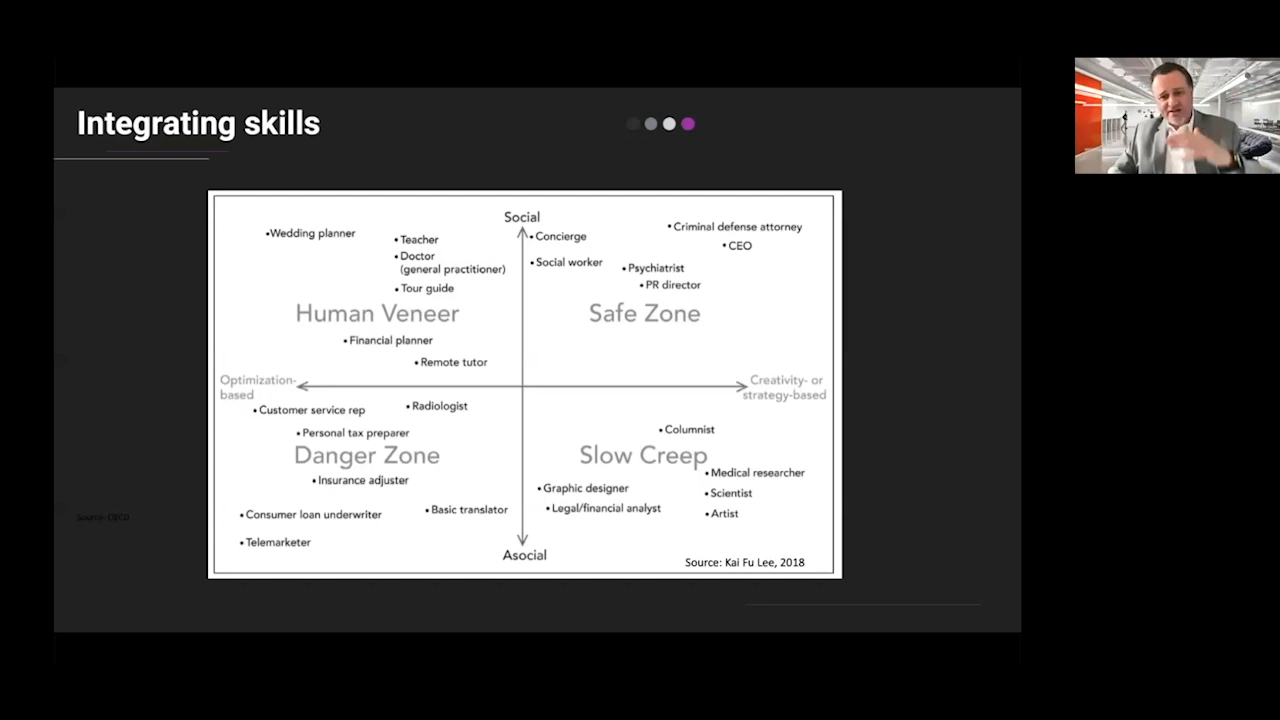 Integrating skills
Social
•Wedding planner
• Teacher
• Doctor
(general practitioner)
• Tour guide
• Concierge
• Social worker
• Criminal defense attorney
• CEO
• Psychiatrist
• PR director
Human Veneer
Safe Zone
• Financial planner
• Remote tutor
Optimization-
based
Creativity- or
strategy-based
• Customer service rep
• Radiologist
• Personal tax preparer
• Columnist
Danger Zone
Slow Creep
• Insurance adjuster
• Medical researcher
• Graphic designer
• Scientist
• Consumer loan underwriter
• Basic translator
• Legal/financial analyst
• Artist
• Telemarketer
Asocial
Source: Kai Fu Lee, 2018
Source: OECD